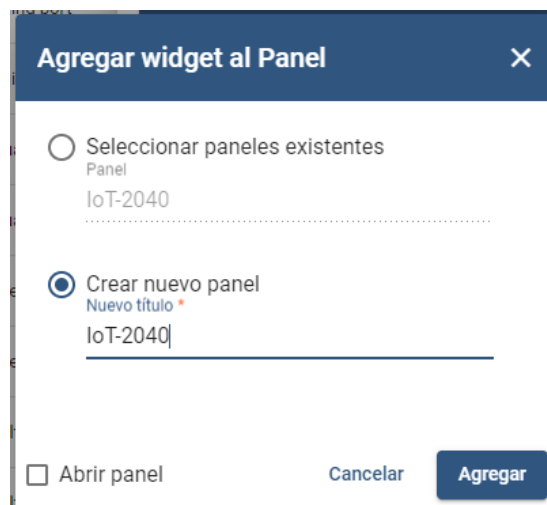 Agregar widget al Panel
Seleccionar paneles existentes
Panel
IoT-2040
Crear nuevo panel
Nuevo título *
IoT-2040
Abrir panel
Cancelar
Agregar